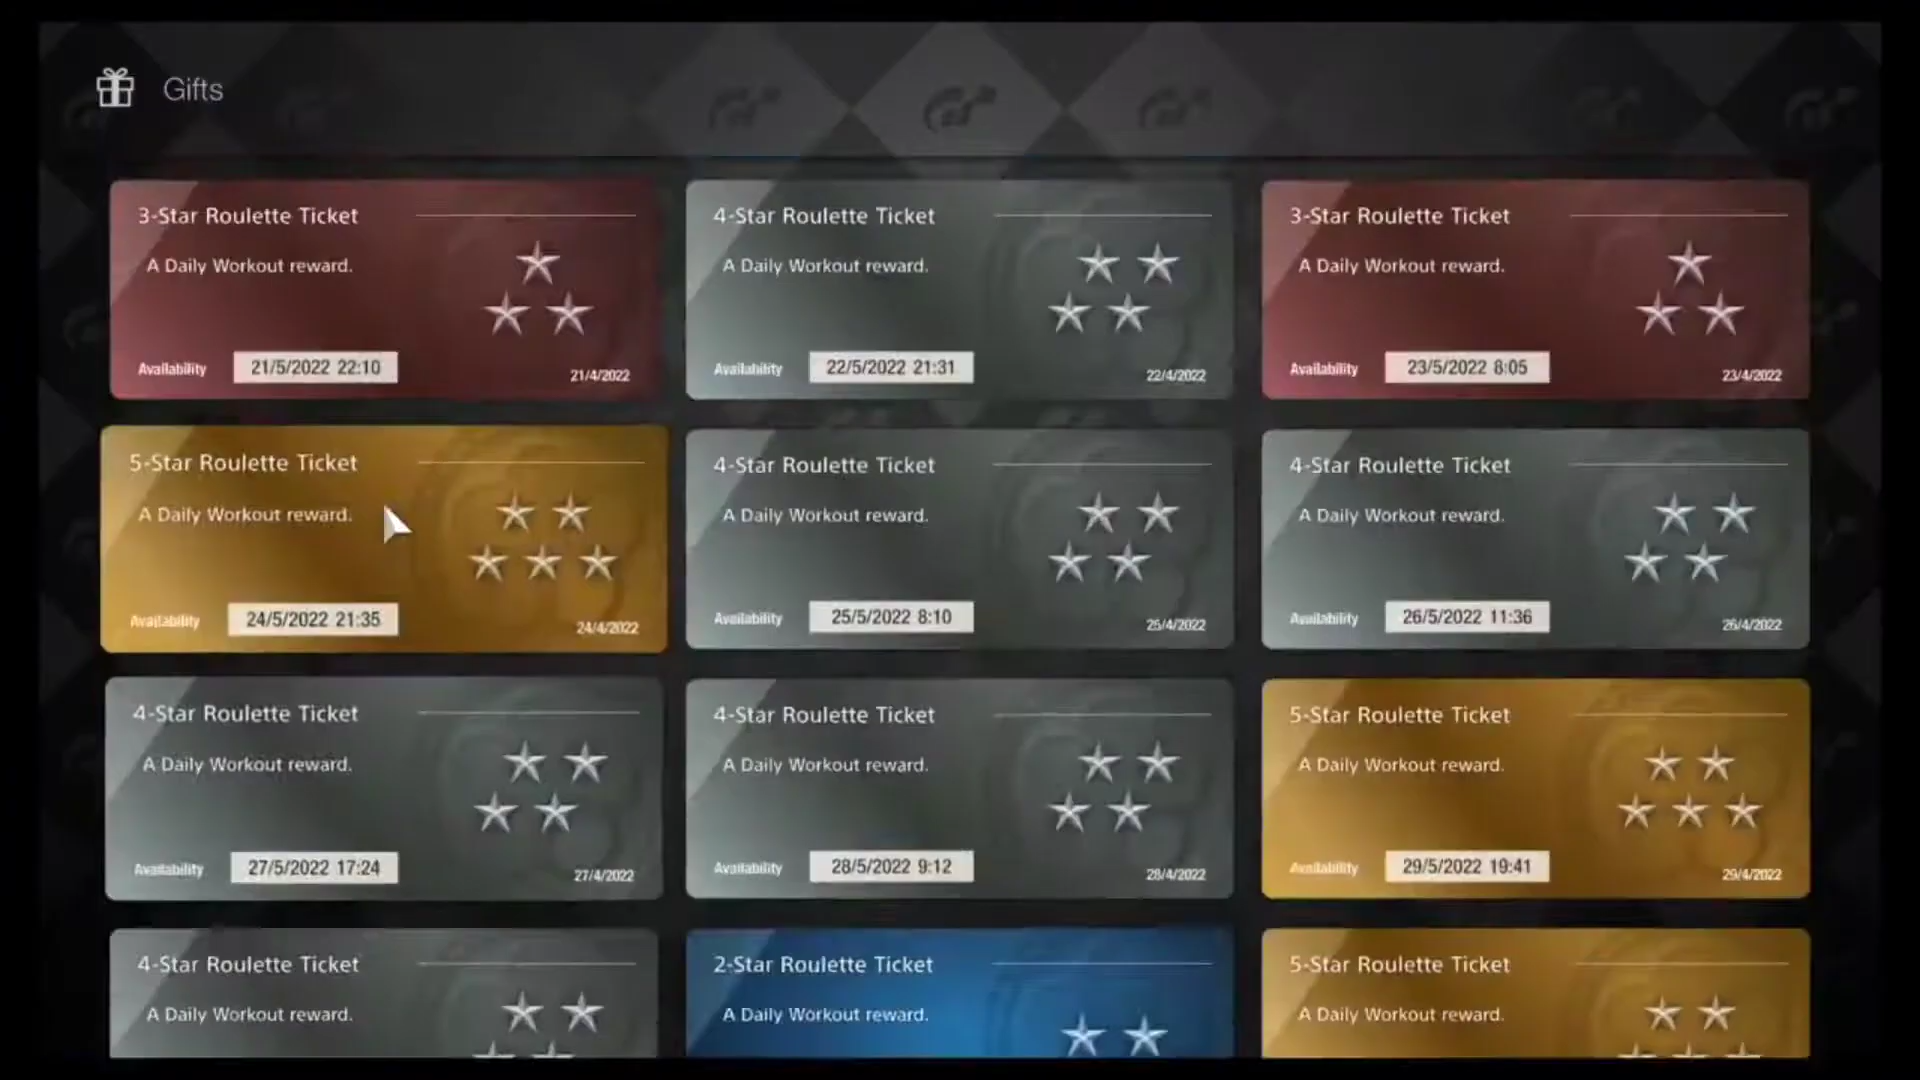 Gifts
3-Star Roulette Ticket
A Daily Workout reward.
Availability 21/5/2022 22:10 21/4/2022
4-Star Roulette Ticket
A Daily Workout reward.
Availability 22/5/2022 21:31 22/4/2022
3-Star Roulette Ticket
A Daily Workout reward.
Availability 23/5/2022 8:05 23/4/2022
5-Star Roulette Ticket
A Daily Workout reward.
Availability 24/5/2022 21:35 24/4/2022
4-Star Roulette Ticket
A Daily Workout reward.
Availability 25/5/2022 8:10 25/4/2022
4-Star Roulette Ticket
A Daily Workout reward.
Availability 26/5/2022 11:36 26/4/2022
4-Star Roulette Ticket
A Daily Workout reward.
Availability 27/5/2022 17:24 27/4/2022
4-Star Roulette Ticket
A Daily Workout reward.
Availability 28/5/2022 9:12 28/4/2022
5-Star Roulette Ticket
A Daily Workout reward.
Availability 29/5/2022 19:41 29/4/2022
4-Star Roulette Ticket
A Daily Workout reward.
2-Star Roulette Ticket
A Daily Workout reward.
5-Star Roulette Ticket
A Daily Workout reward.